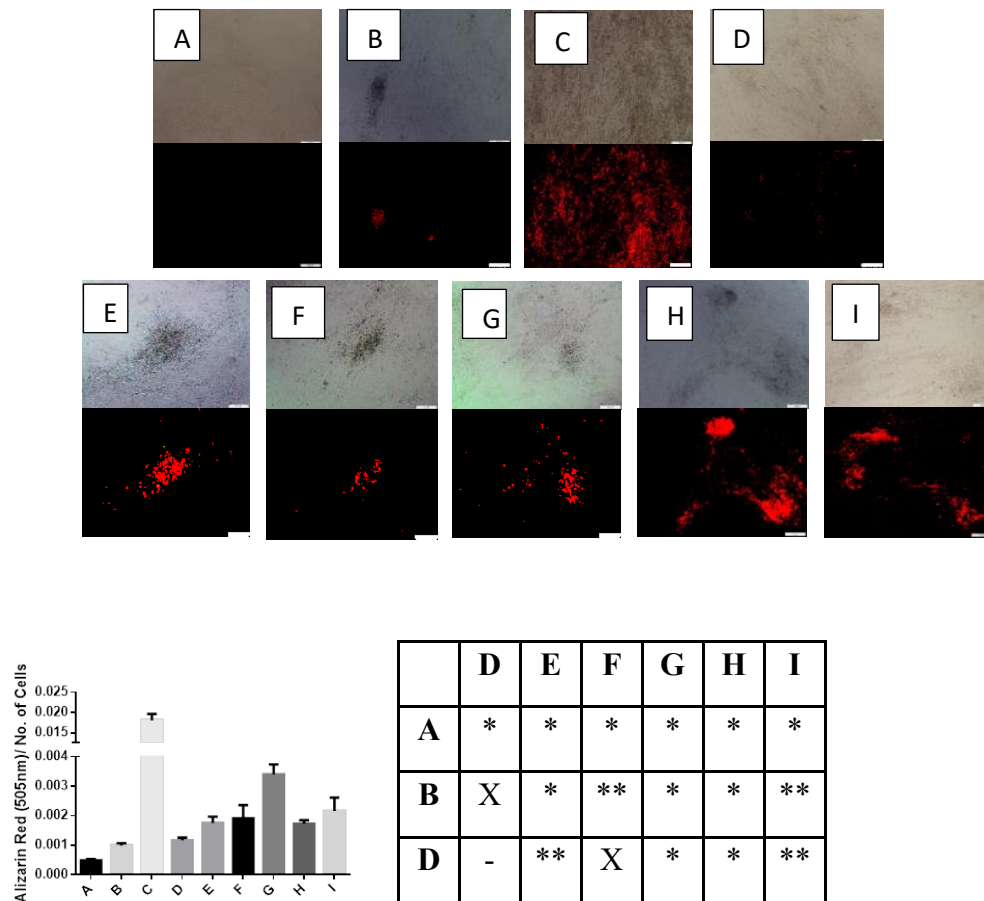 A B C D
E F G H I
Alizarin Red (505nm)/ No. of Cells
0.025
0.020
0.015
0.004
0.003
0.002
0.001
0.000
A B C D E F G H I
D E F G H I
A * * * * * *
B X * ** * * **
D - ** X * * **